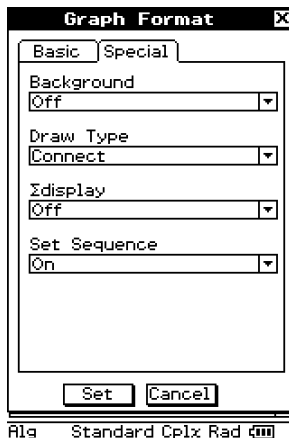 Graph Format X
Basic Special
Background
Off
Draw Type
Connect
Σdisplay
Off
Set Sequence
On
Set Cancel
Alg Standard Cplx Rad